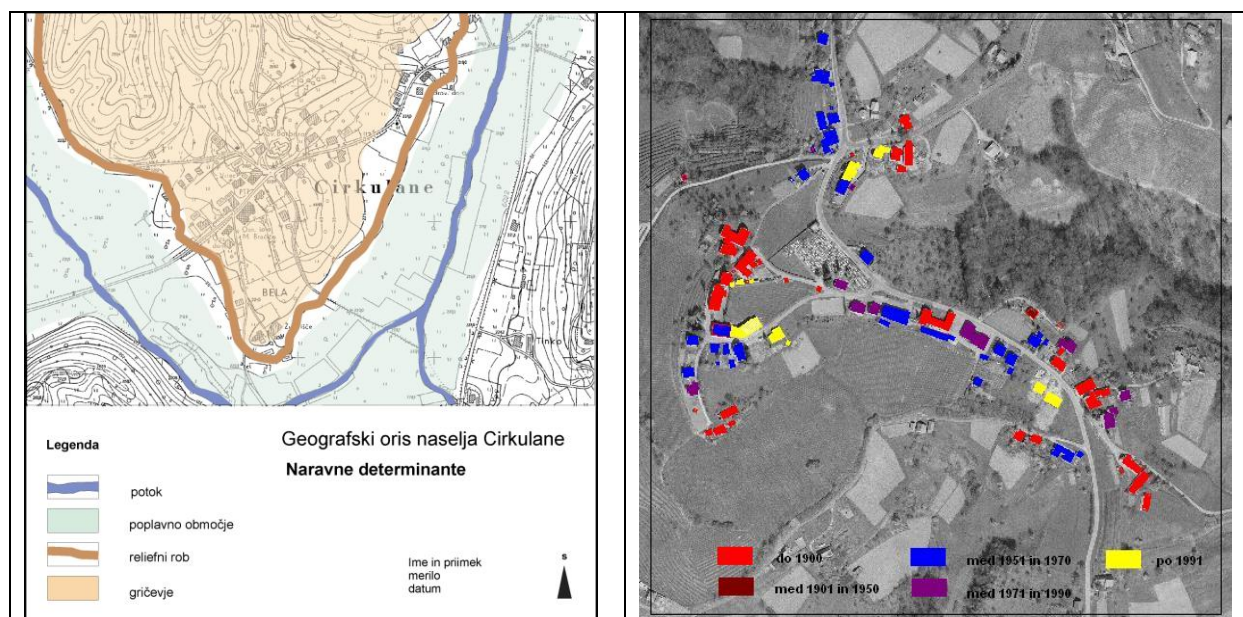 Cirkulane
BELA
Tinko
Legenda
Geografski oris naselja Cirkulane
Naravne determinante
potok
poplavno območje
reliefni rob
gričevje
Ime in priimek
merilo
datum
s
do 1900
med 1901 in 1950
med 1951 in 1970
med 1971 in 1990
po 1991